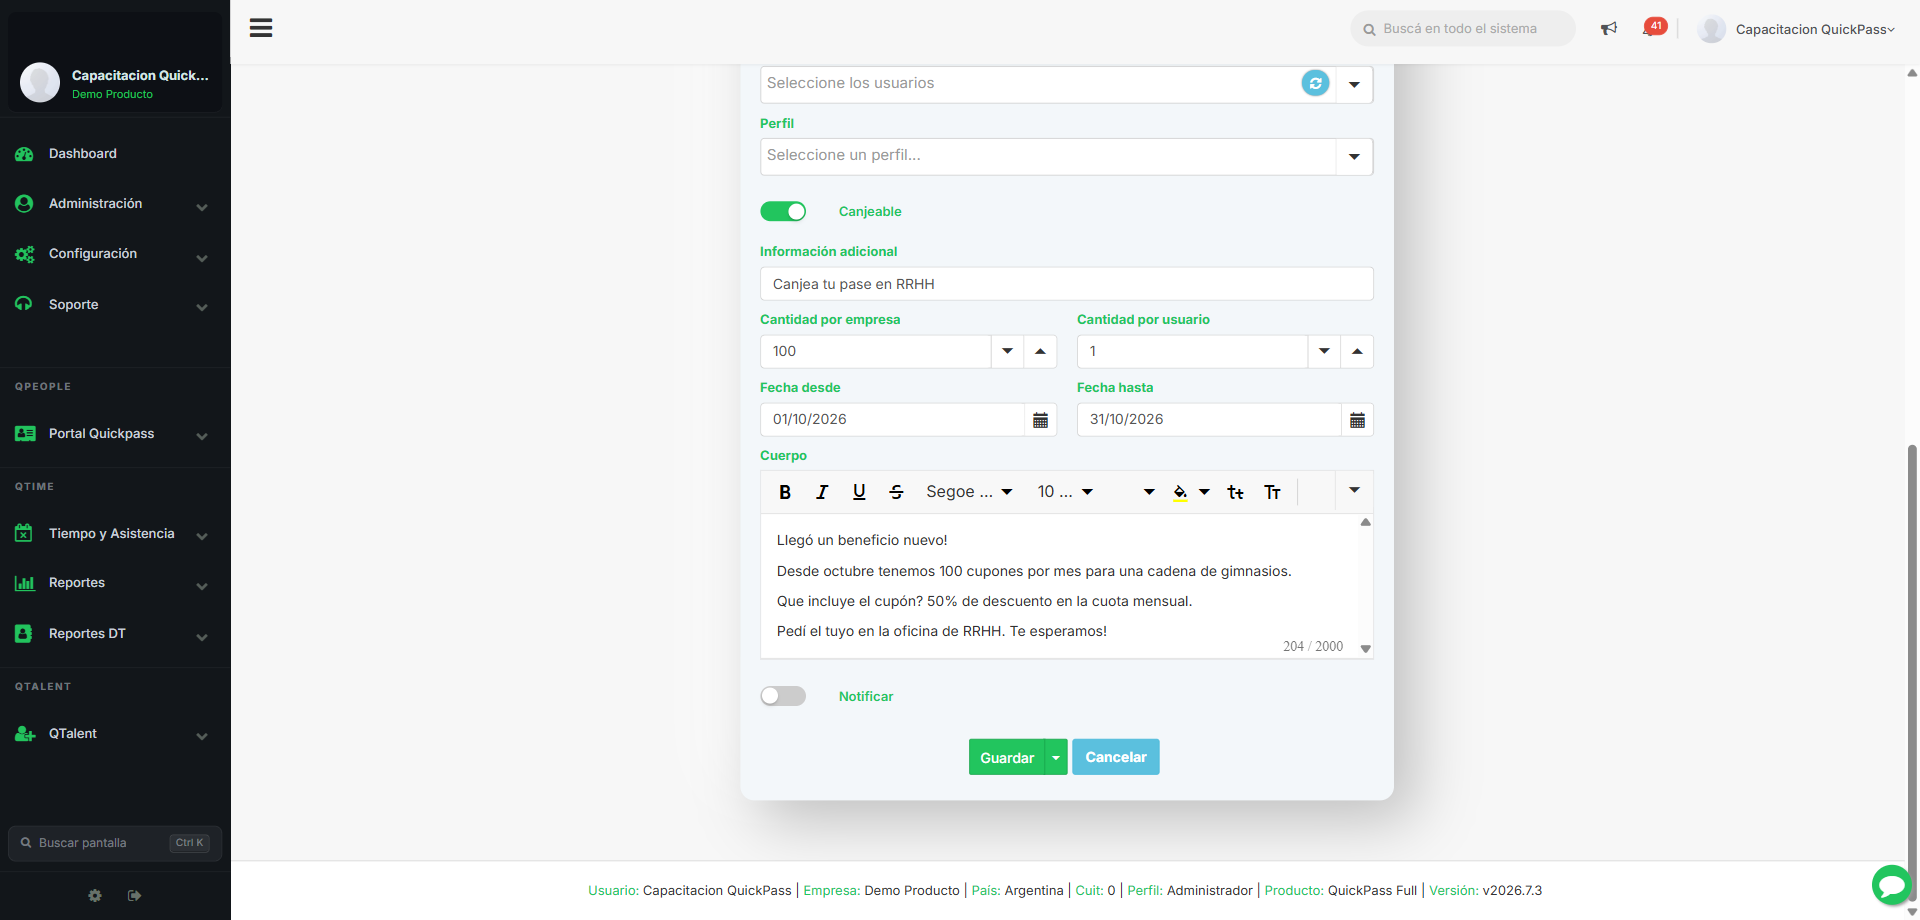 Capacitacion Quick...
Demo Producto
Dashboard
Administración
Configuración
Soporte
QPEOPLE
Portal Quickpass
QTIME
Tiempo y Asistencia
Reportes
Reportes DT
QTALENT
QTalent
Buscar pantalla
Ctrl K
Buscá en todo el sistema
41
Capacitacion QuickPass
Seleccione los usuarios
Perfil
Seleccione un perfil...
Canjeable
Información adicional
Canjea tu pase en RRHH
Cantidad por empresa
Cantidad por usuario
100
1
Fecha desde
Fecha hasta
01/10/2026
31/10/2026
Cuerpo
B I U S Segoe ... 10 ...
Llegó un beneficio nuevo!
Desde octubre tenemos 100 cupones por mes para una cadena de gimnasios.
Que incluye el cupón? 50% de descuento en la cuota mensual.
Pedí el tuyo en la oficina de RRHH. Te esperamos!
204 / 2000
Notificar
Guardar
Cancelar
Usuario: Capacitacion QuickPass | Empresa: Demo Producto | País: Argentina | Cuit: 0 | Perfil: Administrador | Producto: QuickPass Full | Versión: v2026.7.3